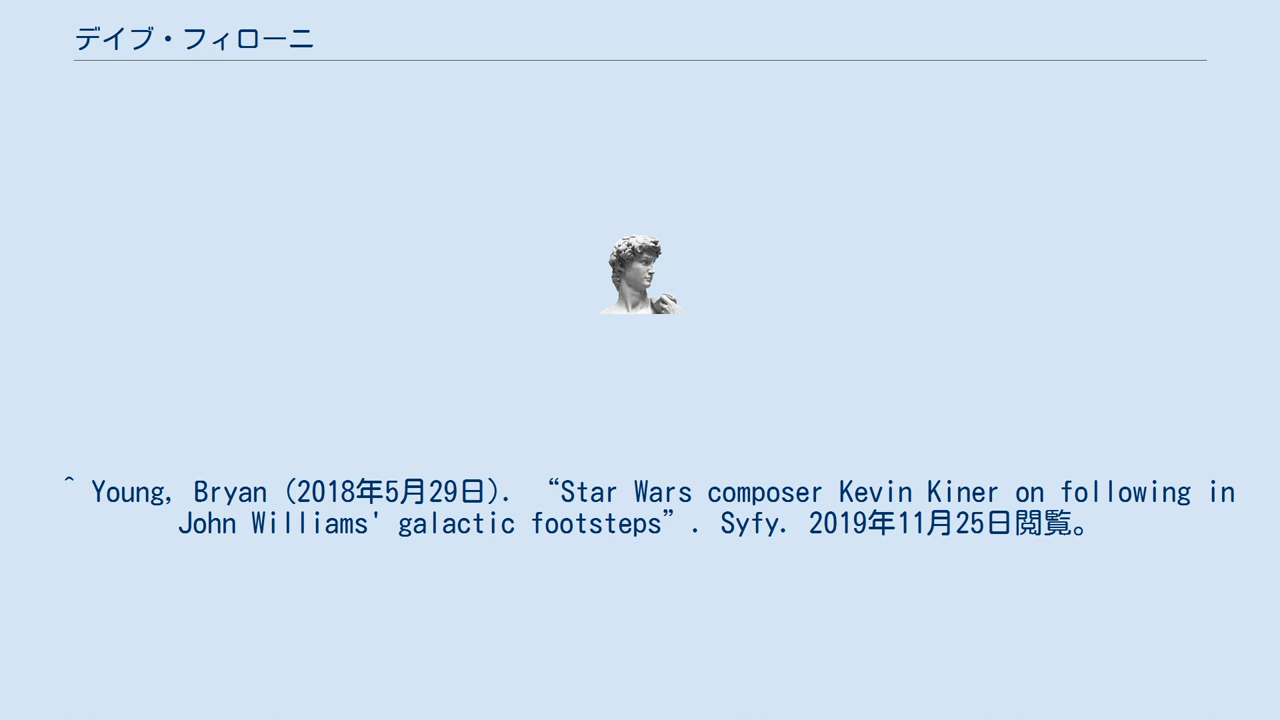 デイブ・フィローニ
^ Young, Bryan (2018年5月29日). “Star Wars composer Kevin Kiner on following in
John Williams' galactic footsteps”. Syfy. 2019年11月25日閲覧。